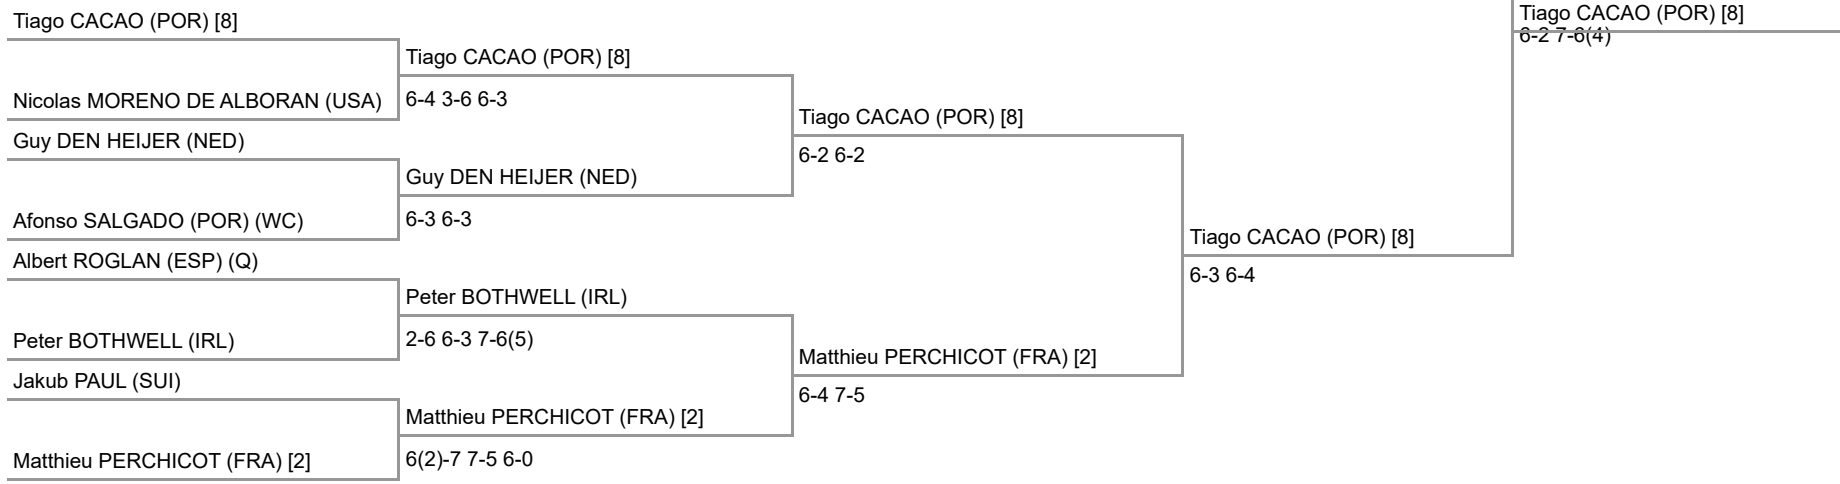 Tiago CACAO (POR) [8]
Nicolas MORENO DE ALBORAN (USA)
Guy DEN HEIJER (NED)
Afonso SALGADO (POR) (WC)
Albert ROGLAN (ESP) (Q)
Peter BOTHWELL (IRL)
Jakub PAUL (SUI)
Matthieu PERCHICOT (FRA) [2]
Tiago CACAO (POR) [8]
6-4 3-6 6-3
Guy DEN HEIJER (NED)
6-3 6-3
Peter BOTHWELL (IRL)
2-6 6-3 7-6(5)
Matthieu PERCHICOT (FRA) [2]
6(2)-7 7-5 6-0
Tiago CACAO (POR) [8]
6-2 6-2
Matthieu PERCHICOT (FRA) [2]
6-4 7-5
Tiago CACAO (POR) [8]
6-3 6-4
Tiago CACAO (POR) [8]
6-2 7-6(4)